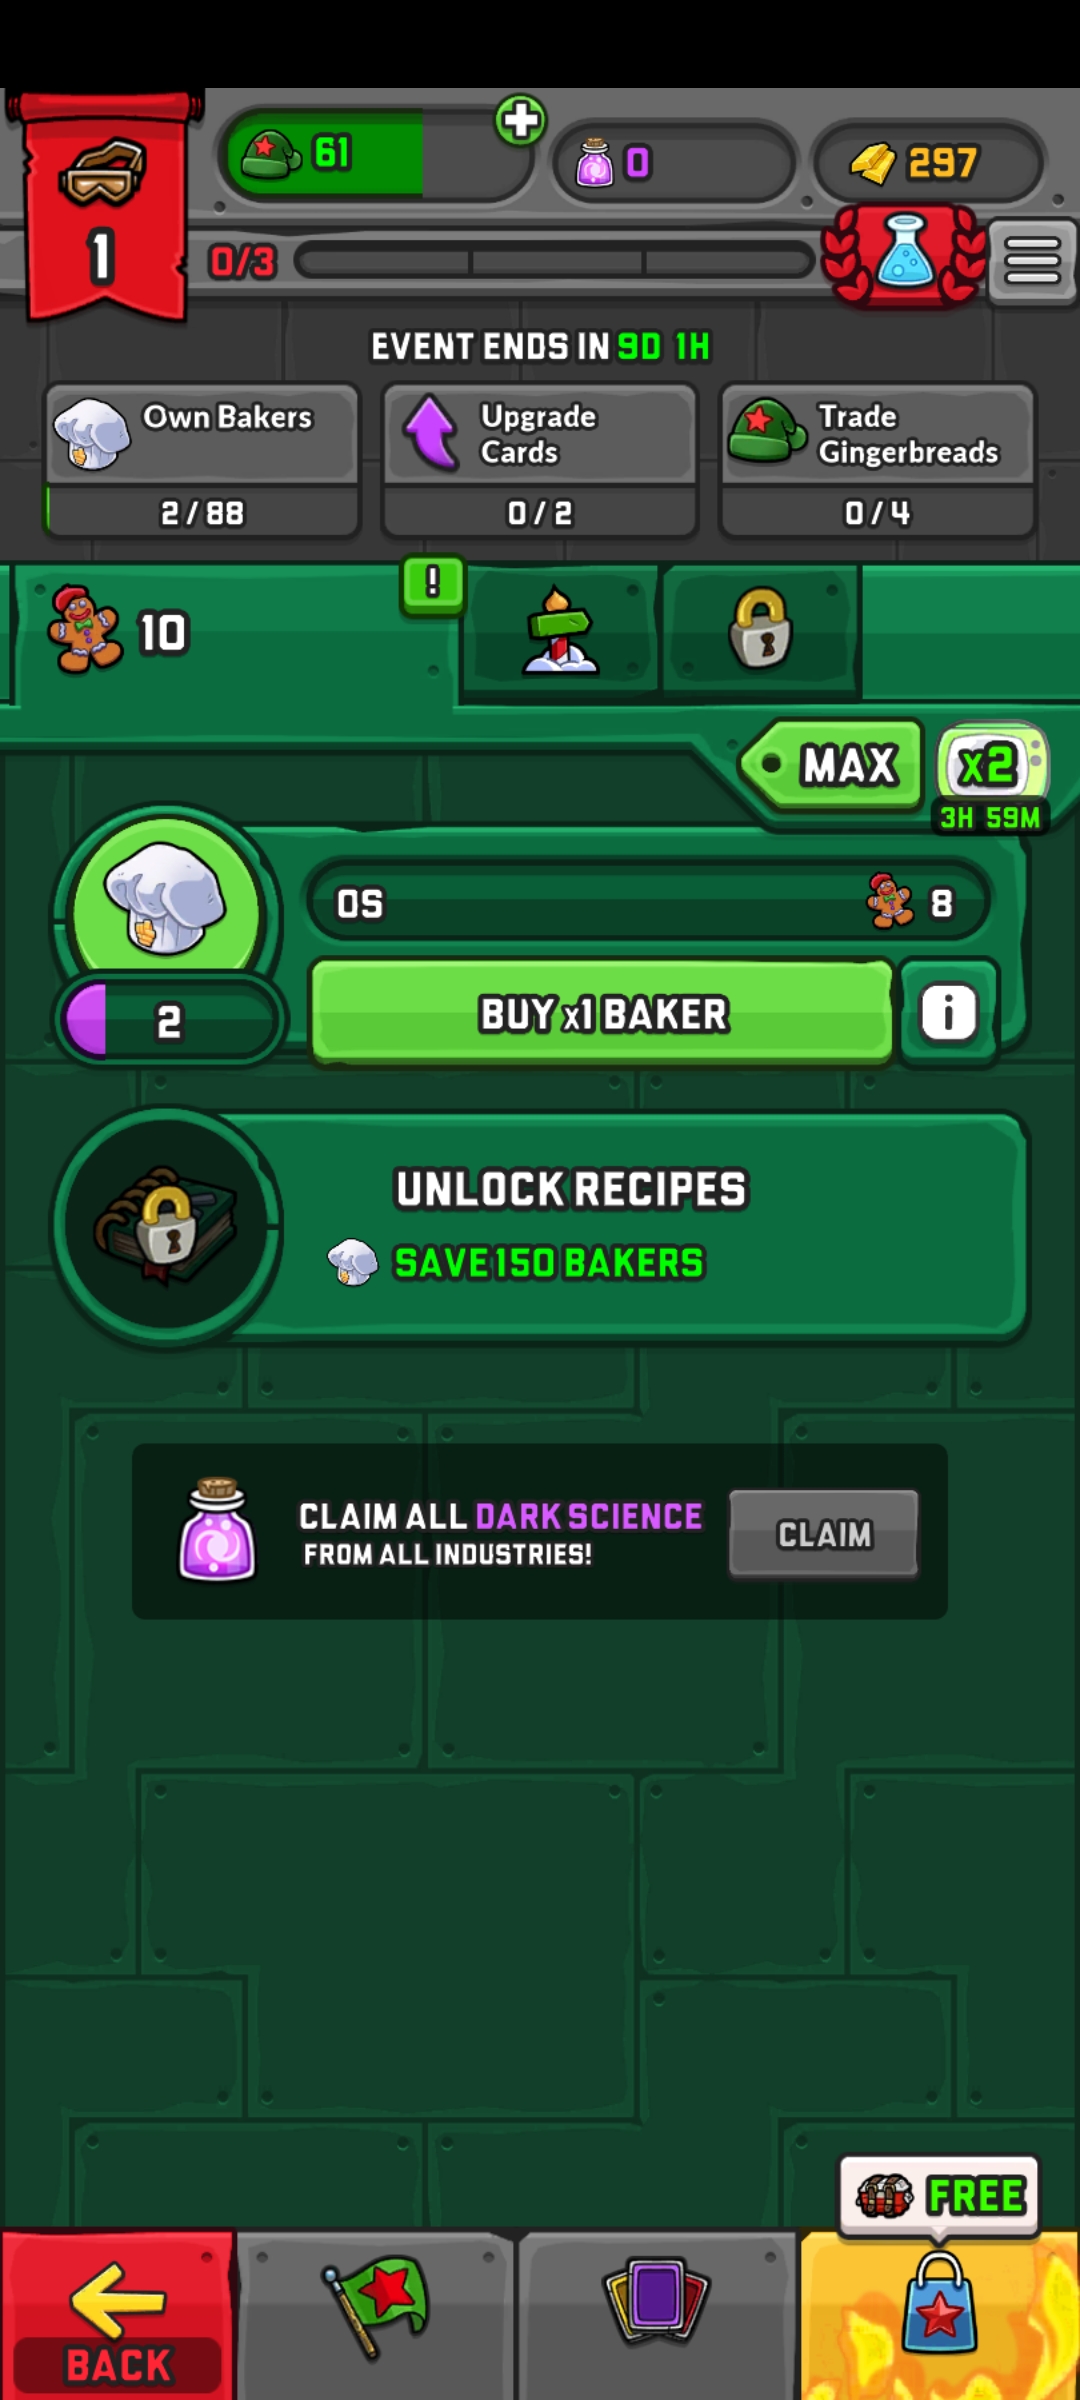 61
0
297
1
0/3
EVENT ENDS IN 9D 1H
Own Bakers
2/88
Upgrade
Cards
0/2
Trade
Gingerbreads
0/4
10
!
MAX
x2
3H 59M
0S
8
2
BUY x1 BAKER
i
UNLOCK RECIPES
SAVE 150 BAKERS
CLAIM ALL DARK SCIENCE
FROM ALL INDUSTRIES!
CLAIM
FREE
BACK